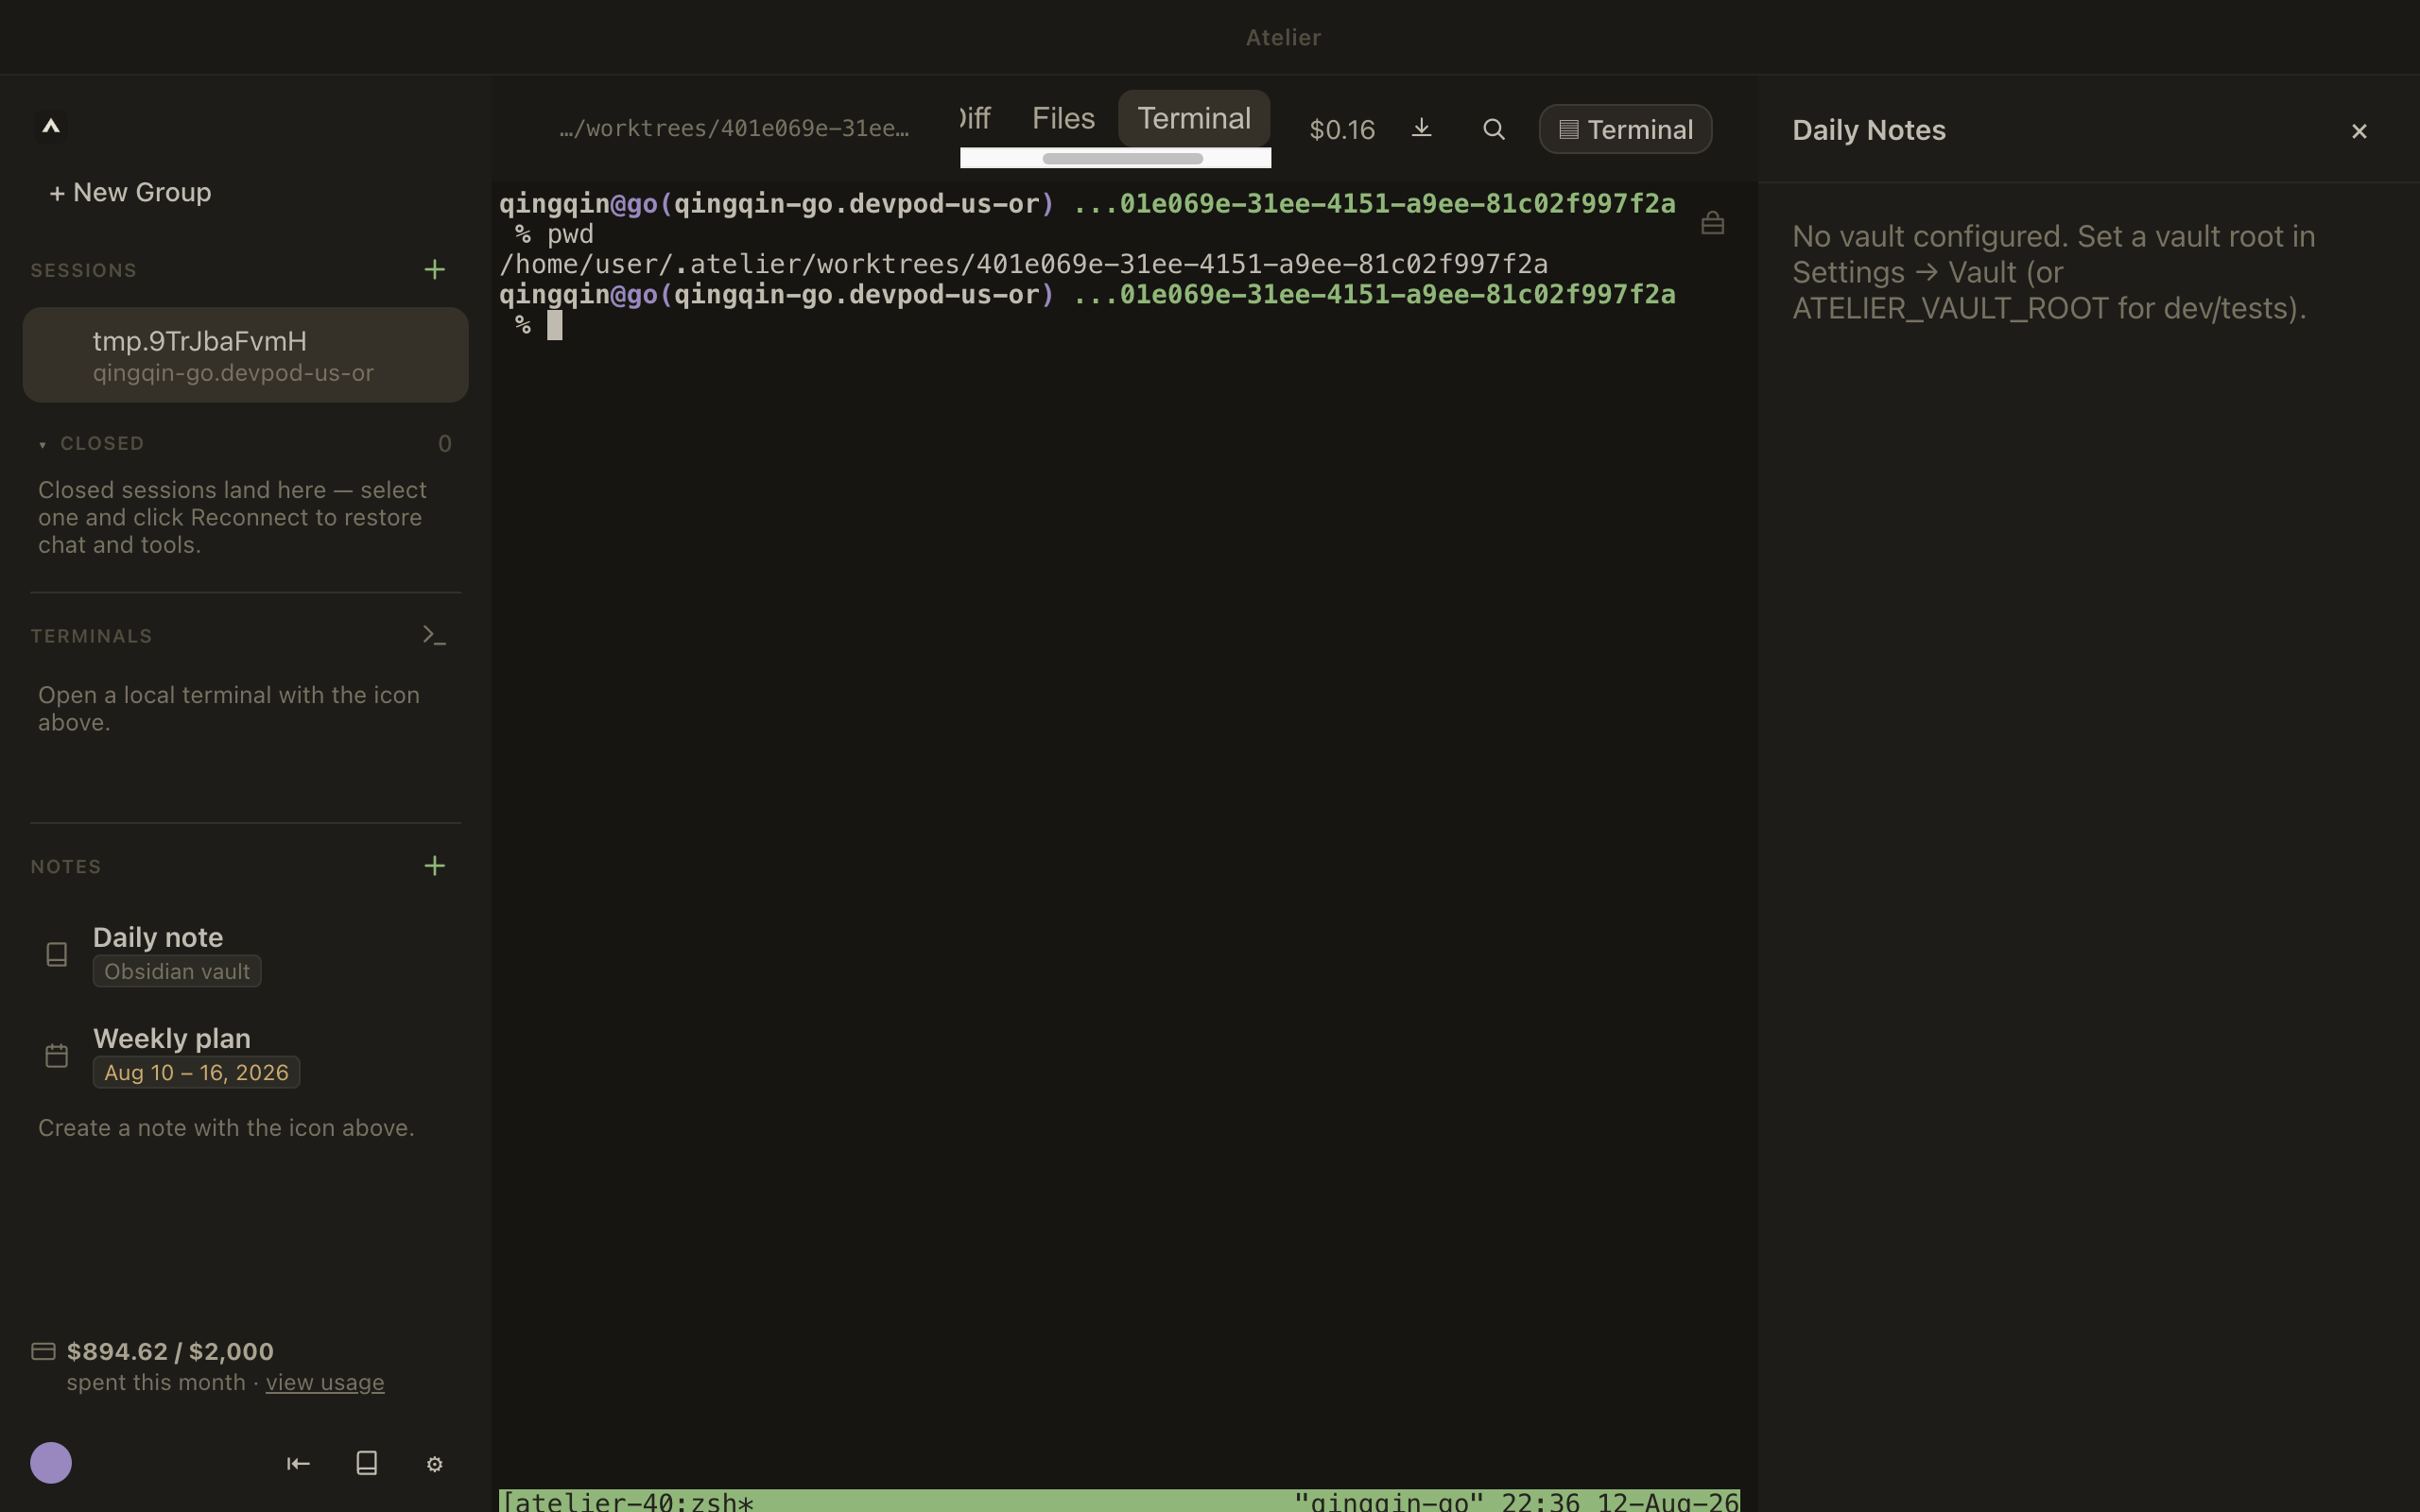 Atelier
+ New Group
SESSIONS
tmp.9TrJbaFvmH
qingqin-go.devpod-us-or
CLOSED 0
Closed sessions land here — select
one and click Reconnect to restore
chat and tools.
TERMINALS
Open a local terminal with the icon
above.
NOTES
Daily note
Obsidian vault
Weekly plan
Aug 10 – 16, 2026
Create a note with the icon above.
$894.62 / $2,000
spent this month · view usage
…/worktrees/401e069e-31ee…
Diff Files Terminal $0.16 Terminal
qingqin@go(qingqin-go.devpod-us-or) ...01e069e-31ee-4151-a9ee-81c02f997f2a
% pwd
/home/user/.atelier/worktrees/401e069e-31ee-4151-a9ee-81c02f997f2a
qingqin@go(qingqin-go.devpod-us-or) ...01e069e-31ee-4151-a9ee-81c02f997f2a
%
[atelier-40:zsh* "qingqin-go" 22:36 12-Aug-26
Daily Notes
No vault configured. Set a vault root in
Settings → Vault (or
ATELIER_VAULT_ROOT for dev/tests).